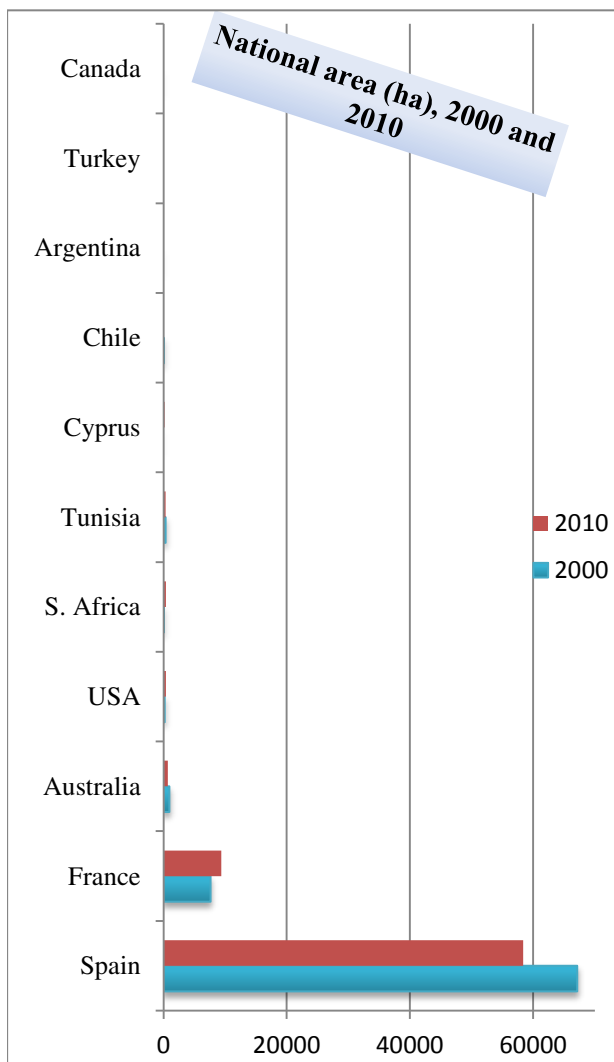 National area (ha), 2000 and
2010
Canada
Turkey
Argentina
Chile
Cyprus
Tunisia
S. Africa
USA
Australia
France
Spain
2010
2000
0 20000 40000 60000